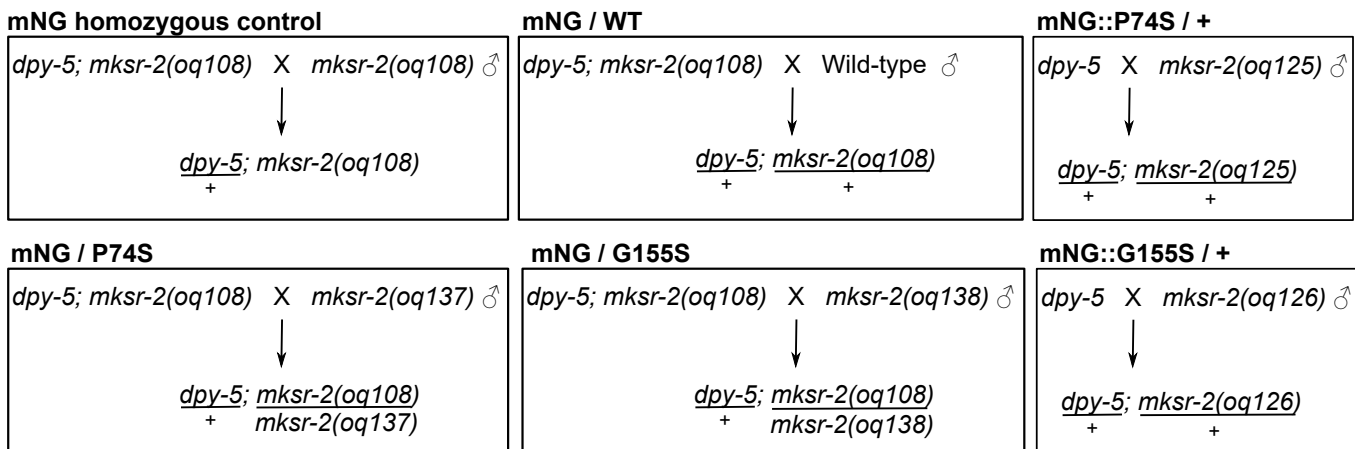 mNG homozygous control
dpy-5; mksr-2(oq108) X mksr-2(oq108) ♂
dpy-5; mksr-2(oq108)
+
mNG / WT
dpy-5; mksr-2(oq108) X Wild-type ♂
dpy-5; mksr-2(oq108)
+ +
mNG::P74S / +
dpy-5 X mksr-2(oq125) ♂
dpy-5; mksr-2(oq125)
+ +
mNG / P74S
dpy-5; mksr-2(oq108) X mksr-2(oq137) ♂
dpy-5; mksr-2(oq108)
+ mksr-2(oq137)
mNG / G155S
dpy-5; mksr-2(oq108) X mksr-2(oq138) ♂
dpy-5; mksr-2(oq108)
+ mksr-2(oq138)
mNG::G155S / +
dpy-5 X mksr-2(oq126) ♂
dpy-5; mksr-2(oq126)
+ +